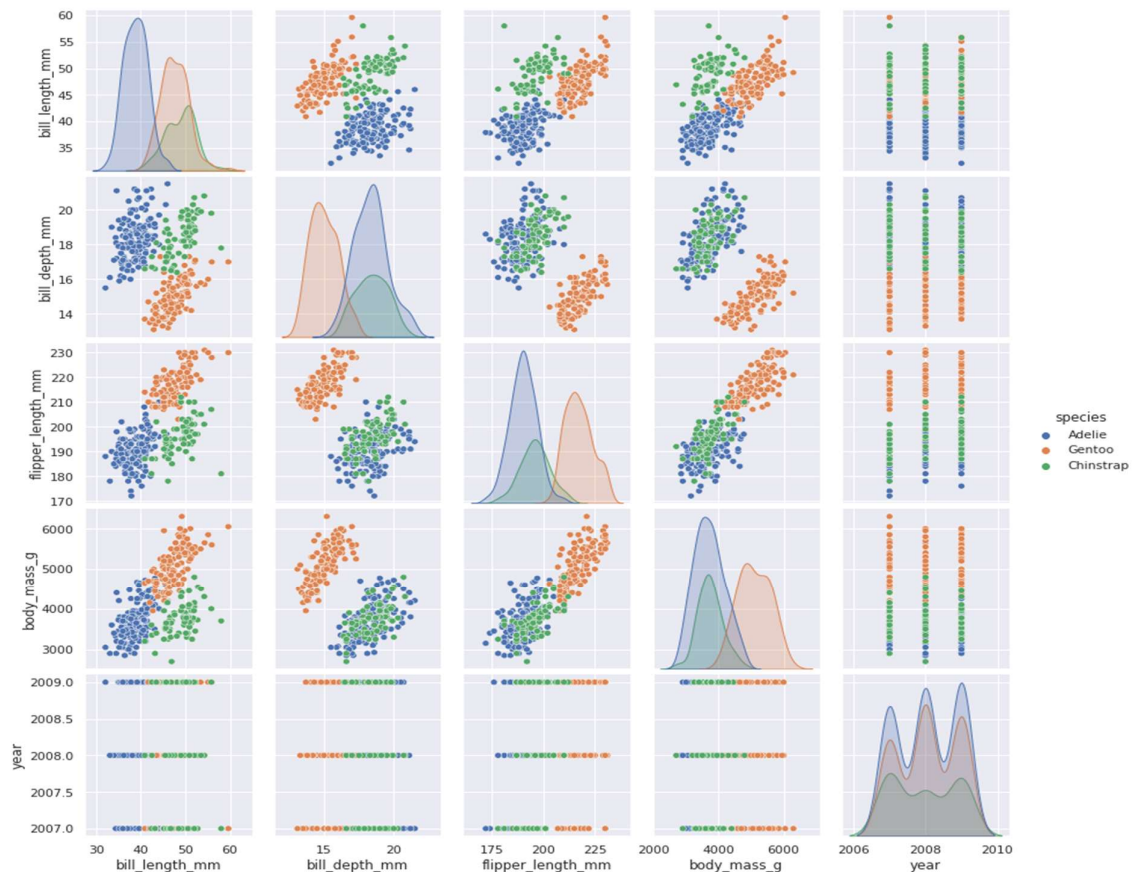 60
55
50
45
40
35
bill_length_mm
20
18
16
14
bill_depth_mm
230
220
210
200
190
180
170
flipper_length_mm
6000
5000
4000
3000
body_mass_g
2009.0
2008.5
2008.0
2007.5
2007.0
year
30 40 50 60
bill_length_mm
15 20
bill_depth_mm
175 200 225
flipper_length_mm
2000 4000 6000
body_mass_g
2006 2008 2010
year
species
Adelie
Gentoo
Chinstrap